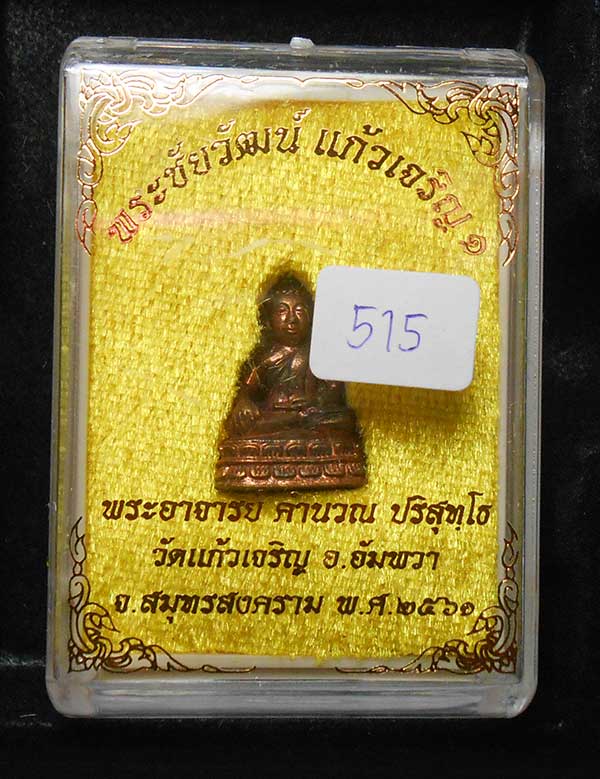 พระชัยวัฒน์ แก้วเจริญ ๑
515
พระอาจารย์ คานวณ ปริสุทฺโธ
วัดแก้วเจริญ อ.อัมพวา
จ.สมุทรสงคราม พ.ศ.๒๕๖๑